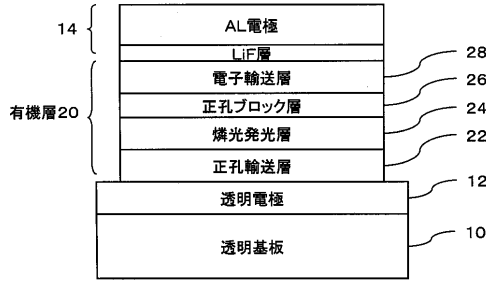 14
AL電極
LiF層
有機層20
電子輸送層
28
正孔ブロック層
26
燐光発光層
24
正孔輸送層
22
透明電極
12
透明基板
10